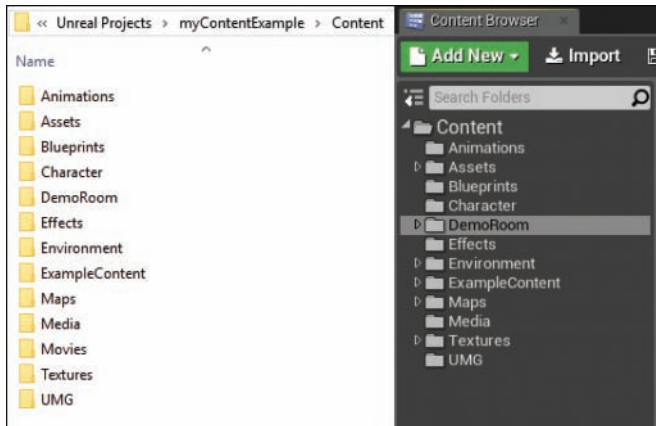 « Unreal Projects › myContentExample › Content
Name
Animations
Assets
Blueprints
Character
DemoRoom
Effects
Environment
ExampleContent
Maps
Media
Movies
Textures
UMG
Content Browser
Add New Import
Search Folders
Content
Animations
Assets
Blueprints
Character
DemoRoom
Effects
Environment
ExampleContent
Maps
Media
Textures
UMG